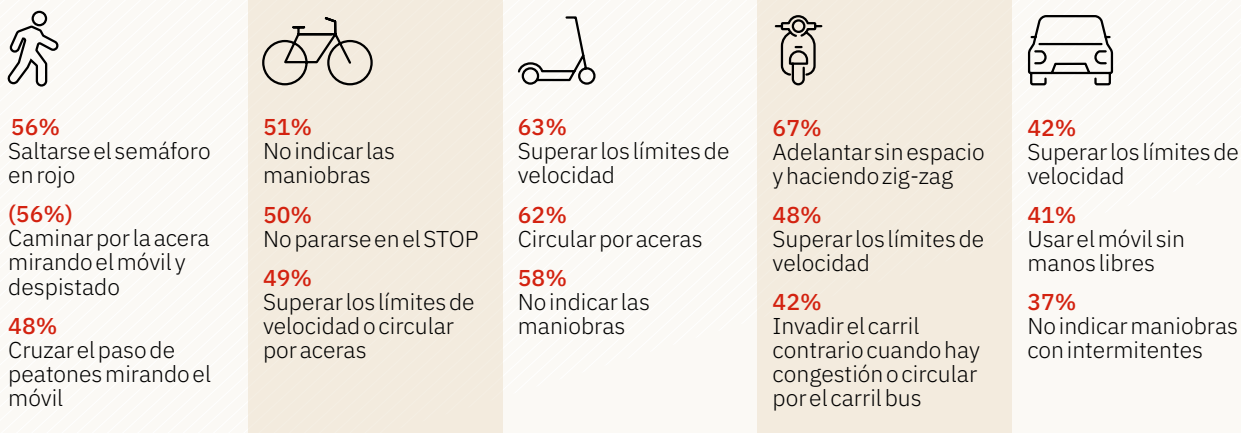 56%
Saltarse el semáforo
en rojo
(56%)
Caminar por la acera
mirando el móvil y
despistado
48%
Cruzar el paso de
peatones mirando el
móvil
51%
No indicar las
maniobras
50%
No pararse en el STOP
49%
Superar los límites de
velocidad o circular
por aceras
63%
Superar los límites de
velocidad
62%
Circular por aceras
58%
No indicar las
maniobras
67%
Adelantar sin espacio
y haciendo zig-zag
48%
Superar los límites de
velocidad
42%
Invadir el carril
contrario cuando hay
congestión o circular
por el carril bus
42%
Superar los límites de
velocidad
41%
Usar el móvil sin
manos libres
37%
No indicar maniobras
con intermitentes